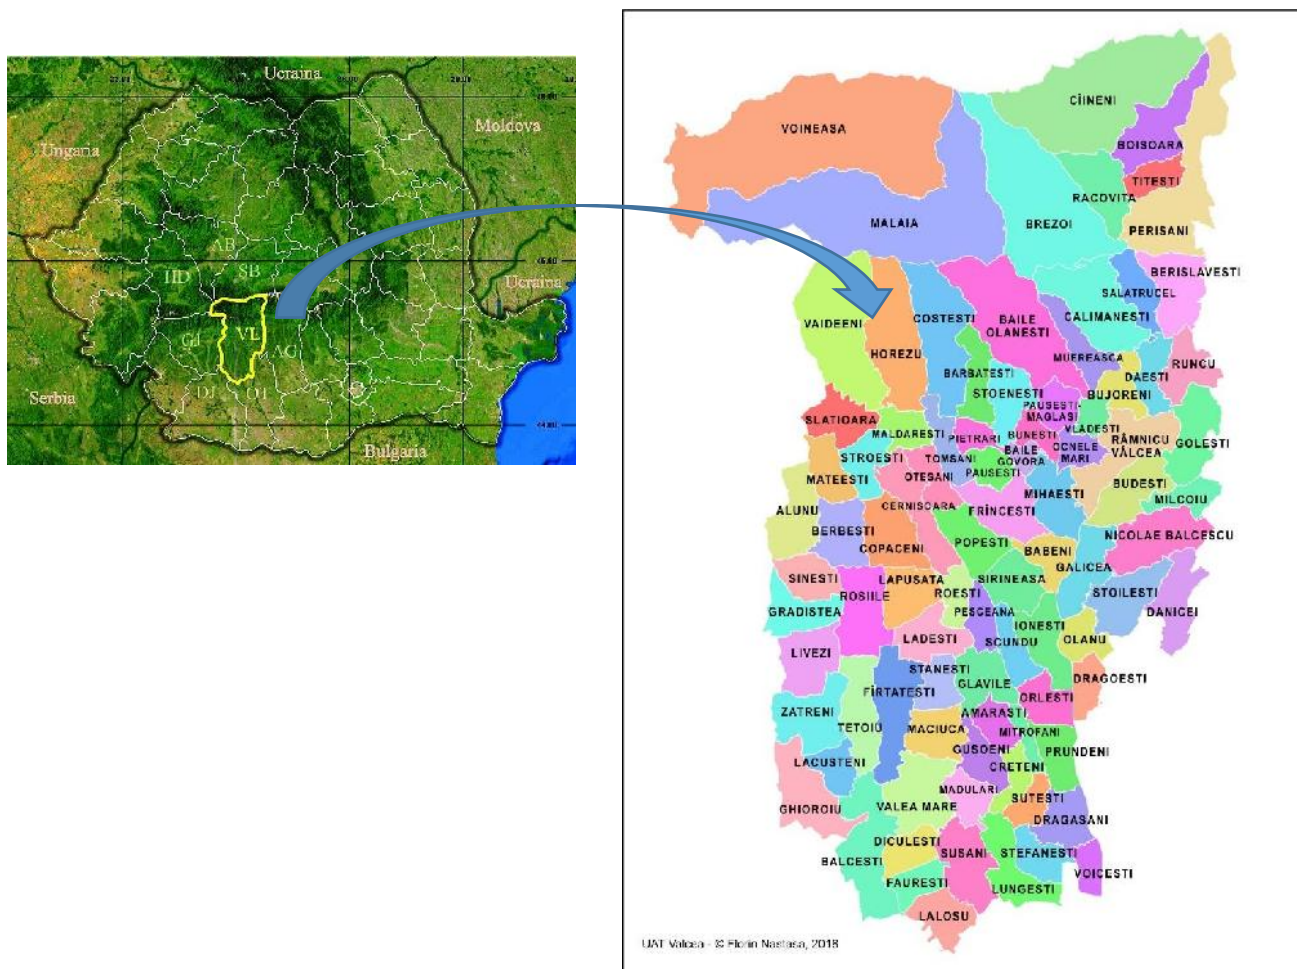 Ucraina
Moldova
Ungaria
AB
SB
HD
Ucraina
GJ
VL
AG
DJ
OT
Serbia
Bulgaria
CÎINENI
VOINEASA
BOISOARA
TITESTI
RACOVITA
MALAIA
BREZOI
PERISANI
BERISLAVESTI
SALATRUCEL
VAIDEENI
COSTESTI
BAILE
OLANESTI
CALIMANESTI
HOREZU
MUEREASCA
RUNCU
BARBATESTI
DAESTI
STOENESTI
BUJORENI
SLATIOARA
PAUSESTI-
MAGLASI
MALDARESTI
PIETRARI
BUNESTI
VLADESTI
RÂMNICU
VÂLCEA
GOLESTI
STROESTI
TOMSANI
BAILE
GOVORA
OCNELE
MARI
MATEESTI
OTESANI
PAUSESTI
BUDESTI
MIHAESTI
MILCOIU
ALUNU
CERNISOARA
FRÎNCESTI
BERBESTI
NICOLAE BALCESCU
COPACENI
POPESTI
BABENI
GALICEA
SINESTI
LAPUSATA
SIRINEASA
ROSIILE
ROESTI
STOILESTI
GRADISTEA
PESCEANA
DANICEI
IONESTI
LADESTI
SCUNDU
OLANU
LIVEZI
STANESTI
DRAGOESTI
GLAVILE
FÎRTATESTI
ORLESTI
ZATRENI
AMARASTI
TETOIU
MACIUCA
MITROFANI
GUSOENI
PRUNDENI
LACUSTENI
CRETENI
MADULARI
GHIOROIU
VALEA MARE
SUTESTI
DRAGASANI
DICULESTI
BALCESTI
SUSANI
STEFANESTI
VOICESTI
FAURESTI
LUNGESTI
LALOSU
UAT Valcea - © Florin Nastasa, 2018